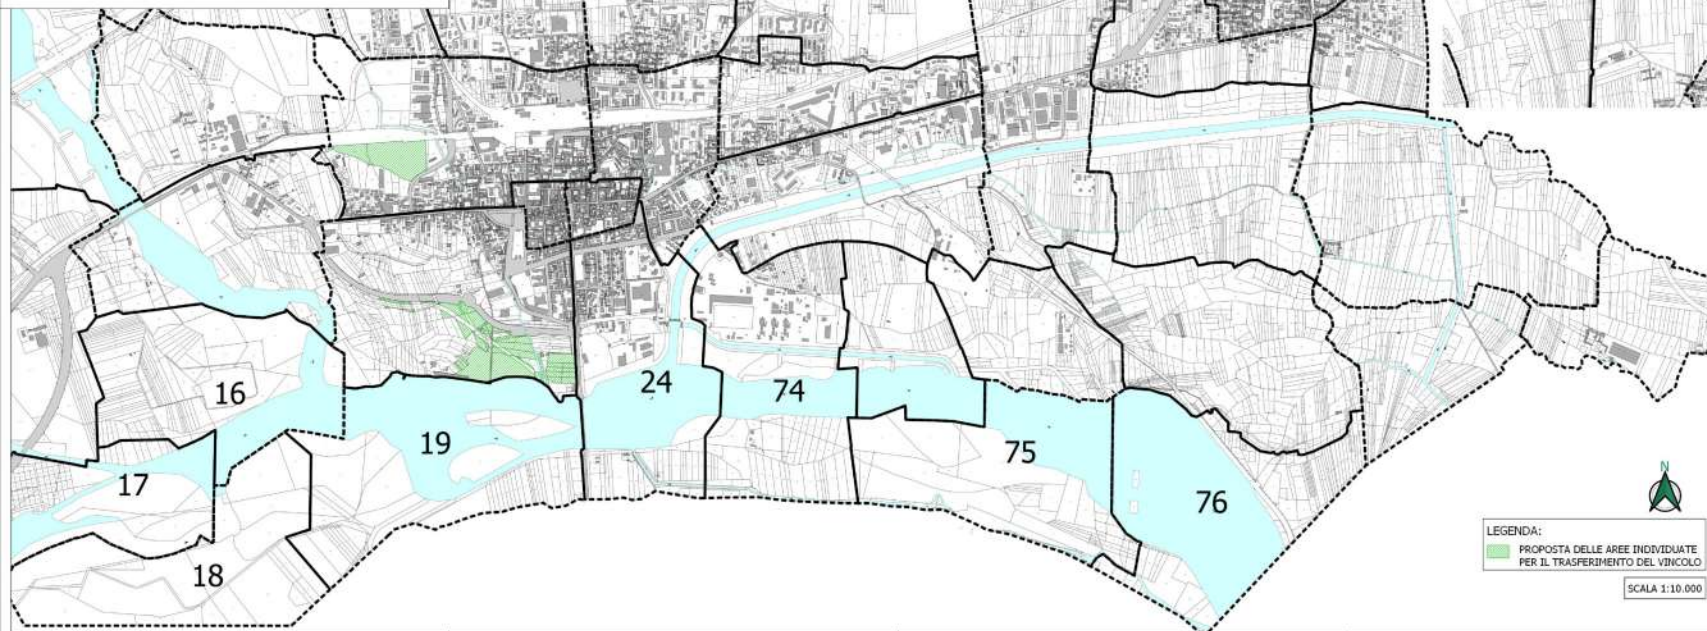 16
24
74
19
75
17
76
N
LEGENDA:
PROPOSTA DELLE AREE INDIVIDUATE
PER IL TRASFERIMENTO DEL VINCOLO
18
SCALA 1:10.000